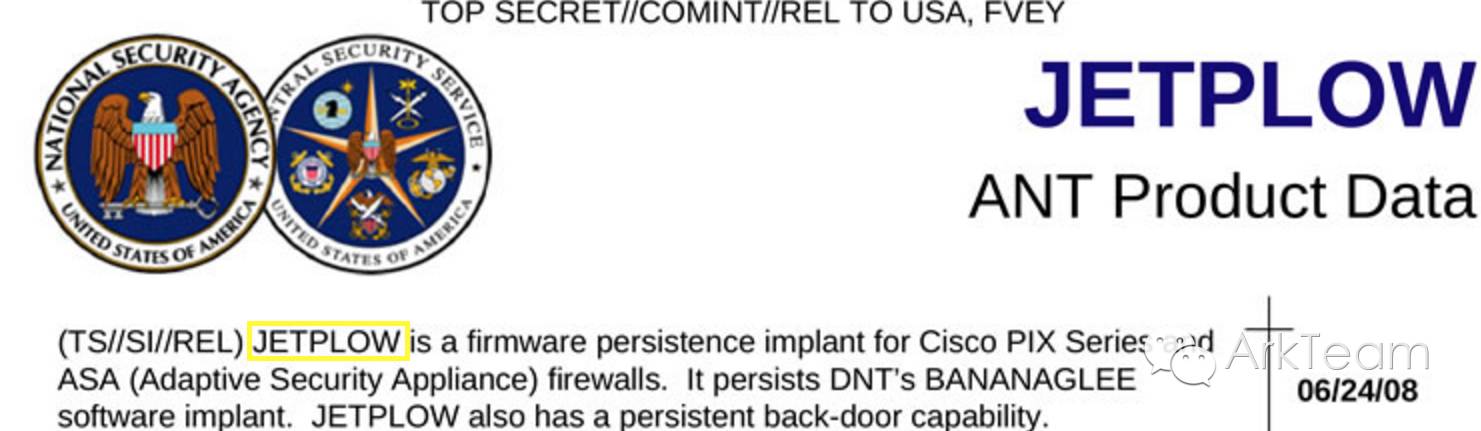 TOP SECRET//COMINT//REL TO USA, FVEY
NATIONAL SECURITY AGENCY
UNITED STATES OF AMERICA
CENTRAL SECURITY SERVICE
UNITED STATES OF AMERICA
JETPLOW
ANT Product Data
(TS//SI//REL) JETPLOW is a firmware persistence implant for Cisco PIX Series and
ASA (Adaptive Security Appliance) firewalls. It persists DNT's BANANAGLEE
software implant. JETPLOW also has a persistent back-door capability.
ArkTeam
06/24/08